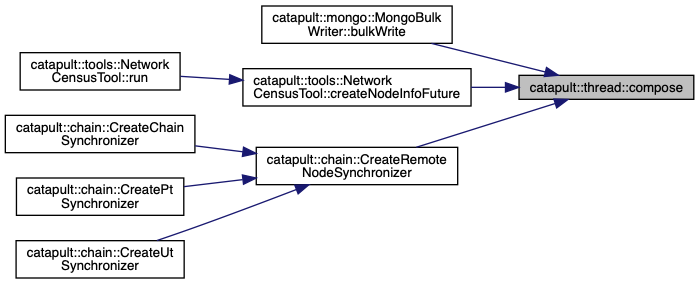 catapult::mongo::MongoBulk
Writer::bulkWrite
catapult::tools::Network
CensusTool::run
catapult::tools::Network
CensusTool::createNodeInfoFuture
catapult::thread::compose
catapult::chain::CreateChain
Synchronizer
catapult::chain::CreateRemote
NodeSynchronizer
catapult::chain::CreatePt
Synchronizer
catapult::chain::CreateUt
Synchronizer